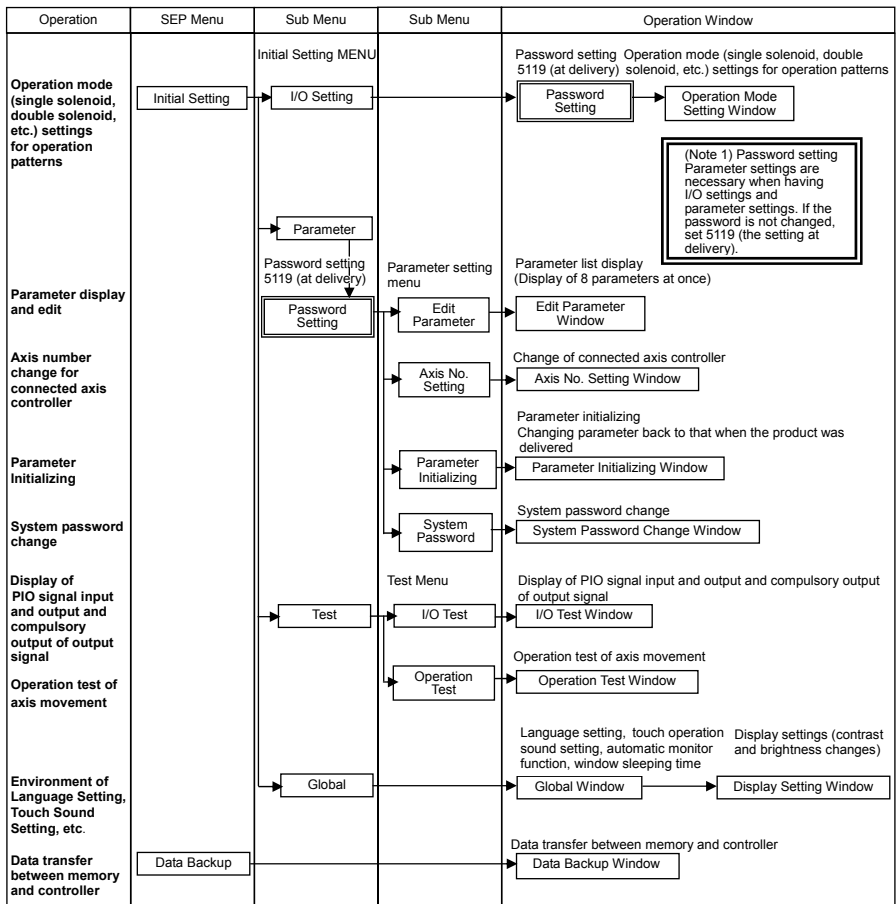 Operation
SEP Menu
Sub Menu
Sub Menu
Operation Window
Initial Setting MENU
Password setting
5119 (at delivery)
Operation mode (single solenoid, double
solenoid, etc.) settings for operation patterns
Operation mode
(single solenoid,
double solenoid,
etc.) settings
for operation
patterns
Initial Setting
I/O Setting
Password
Setting
Operation Mode
Setting Window
(Note 1) Password setting
Parameter settings are
necessary when having
I/O settings and
parameter settings. If the
password is not changed,
set 5119 (the setting at
delivery).
Parameter
Password setting
5119 (at delivery)
Parameter setting
menu
Parameter list display
(Display of 8 parameters at once)
Parameter display
and edit
Password
Setting
Edit
Parameter
Edit Parameter
Window
Axis number
change for
connected axis
controller
Axis No.
Setting
Change of connected axis controller
Axis No. Setting Window
Parameter initializing
Changing parameter back to that when the product was
delivered
Parameter
Initializing
Parameter
Initializing
Parameter Initializing Window
System password
change
System
Password
System password change
System Password Change Window
Display of
PIO signal input
and output and
compulsory
output of output
signal
Test Menu
Display of PIO signal input and output and compulsory output
of output signal
Test
I/O Test
I/O Test Window
Operation test of
axis movement
Operation
Test
Operation test of axis movement
Operation Test Window
Language setting, touch operation
sound setting, automatic monitor
function, window sleeping time
Display settings (contrast
and brightness changes)
Environment of
Language Setting,
Touch Sound
Setting, etc.
Global
Global Window
Display Setting Window
Data transfer
between memory
and controller
Data Backup
Data transfer between memory and controller
Data Backup Window